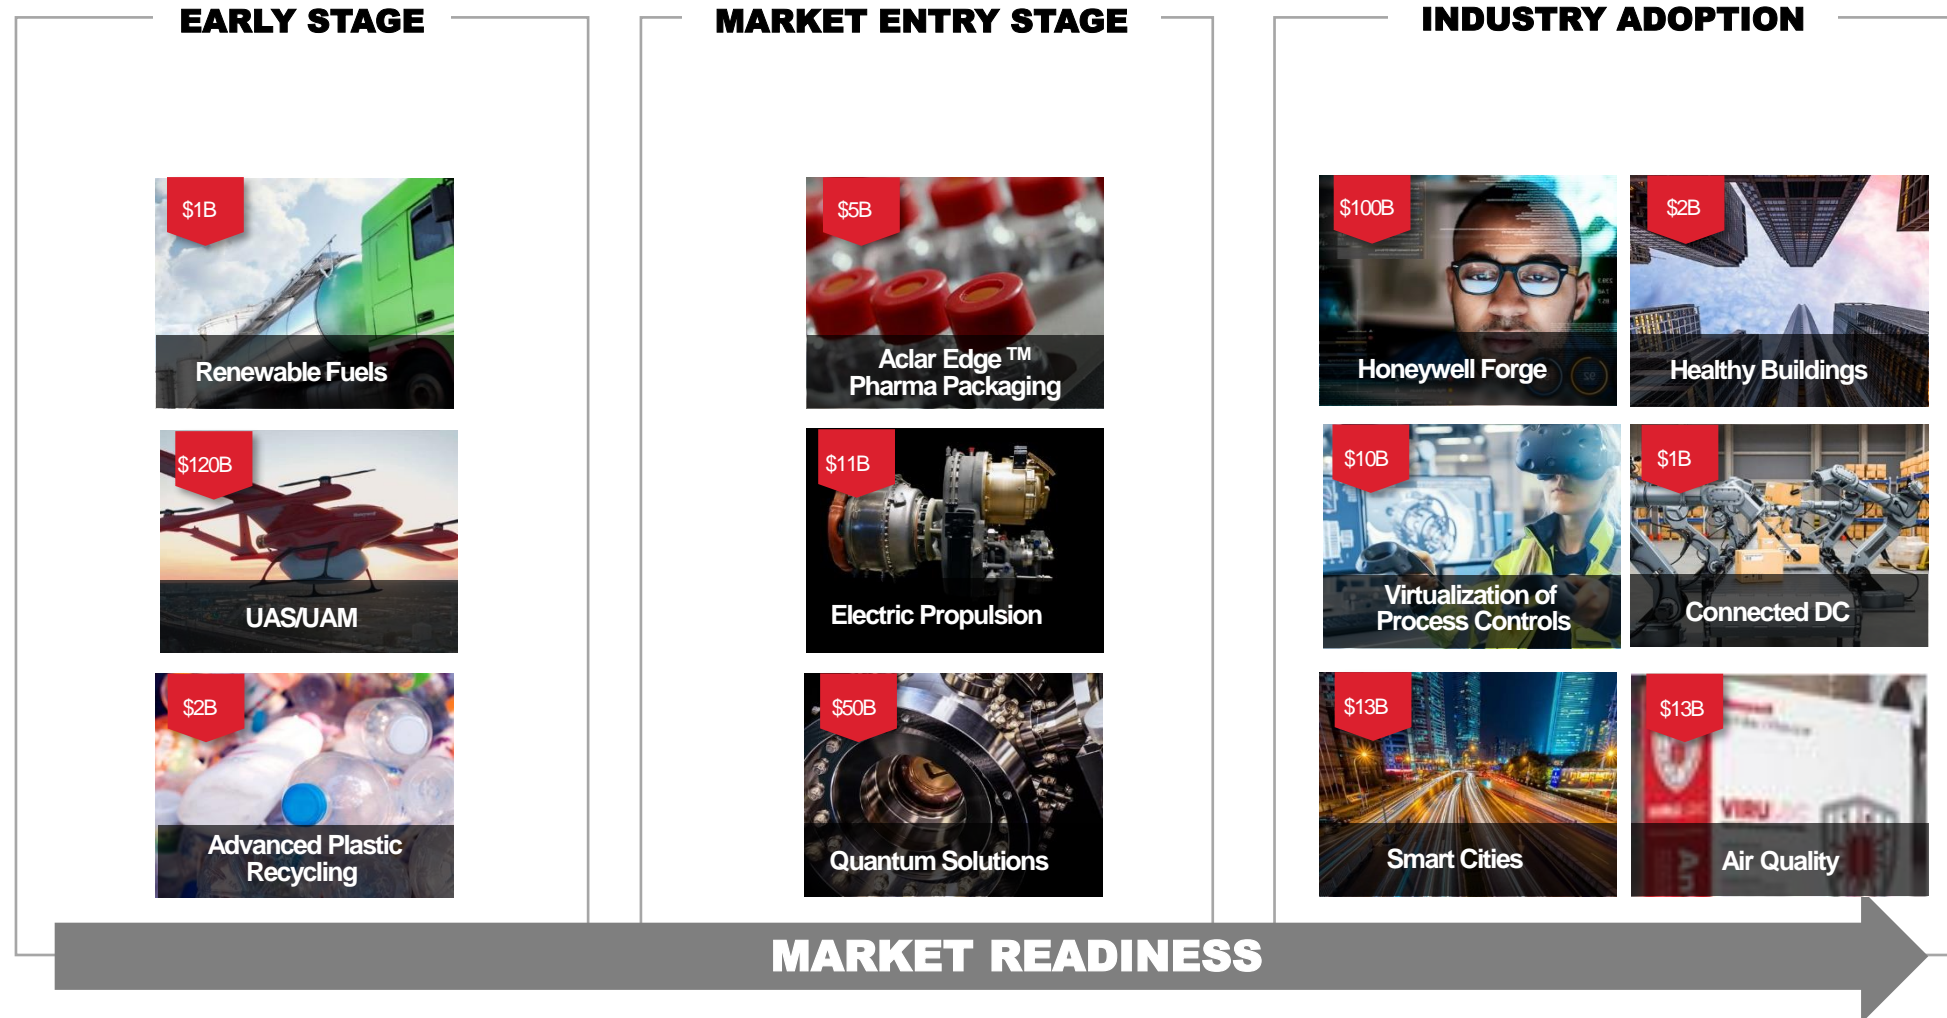 EARLY STAGE
MARKET ENTRY STAGE
INDUSTRY ADOPTION
$1B
Renewable Fuels
$120B
UAS/UAM
$2B
Advanced Plastic
Recycling
$5B
Aclar Edge TM
Pharma Packaging
$11B
Electric Propulsion
$50B
Quantum Solutions
$100B
Honeywell Forge
$2B
Healthy Buildings
$10B
Virtualization of
Process Controls
$1B
Connected DC
$13B
Smart Cities
$13B
VIRU
An
Air Quality
MARKET READINESS